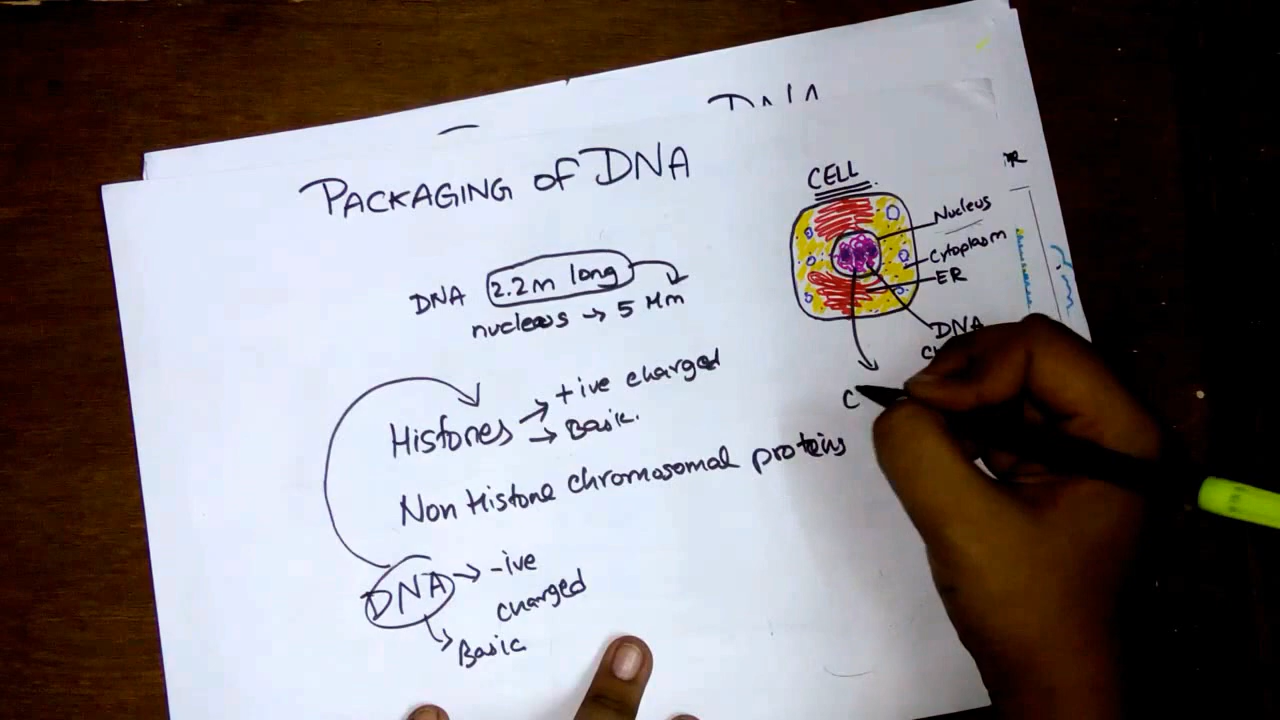 PACKAGING of DNA
DNA 2.2m long
nucleus → 5 μm
Histones → +ive charged
→ Basic.
Non Histone chromosomal proteins
DNA → -ive
charged
Basic
CELL
Nucleus
Cytoplasm
ER
DNA
C